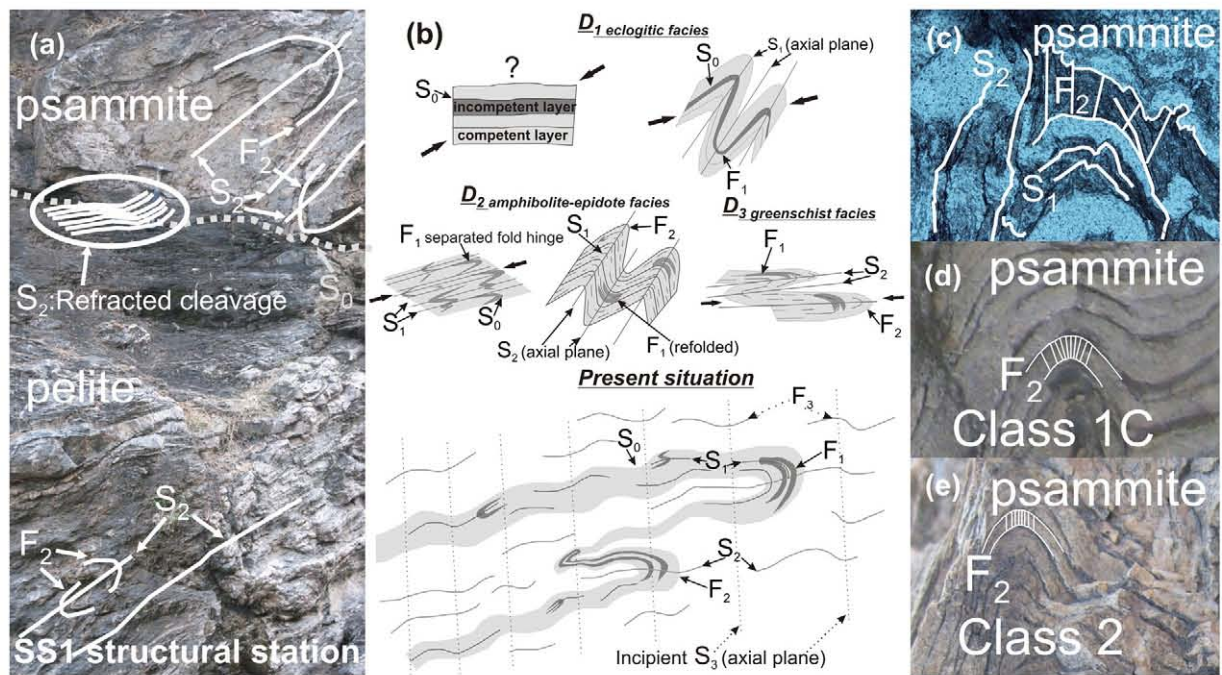 (a)
psammite
F2
S2
S2:Refracted cleavage
S0
pelite
S2
F2
SS1 structural station
(b)
D1 eclogitic facies
?
S0
incompetent layer
competent layer
S0
S1 (axial plane)
F1
D2 amphibolite-epidote facies
F1 separated fold hinge
S1
F2
S1
S0
S2 (axial plane)
F1 (refolded)
D3 greenschist facies
F1
S2
F2
Present situation
F3
S0
S1
F1
S2
F2
Incipient S3 (axial plane)
(c)
psammite
S2
F2
S1
(d)
psammite
F2
Class 1C
(e)
psammite
F2
Class 2